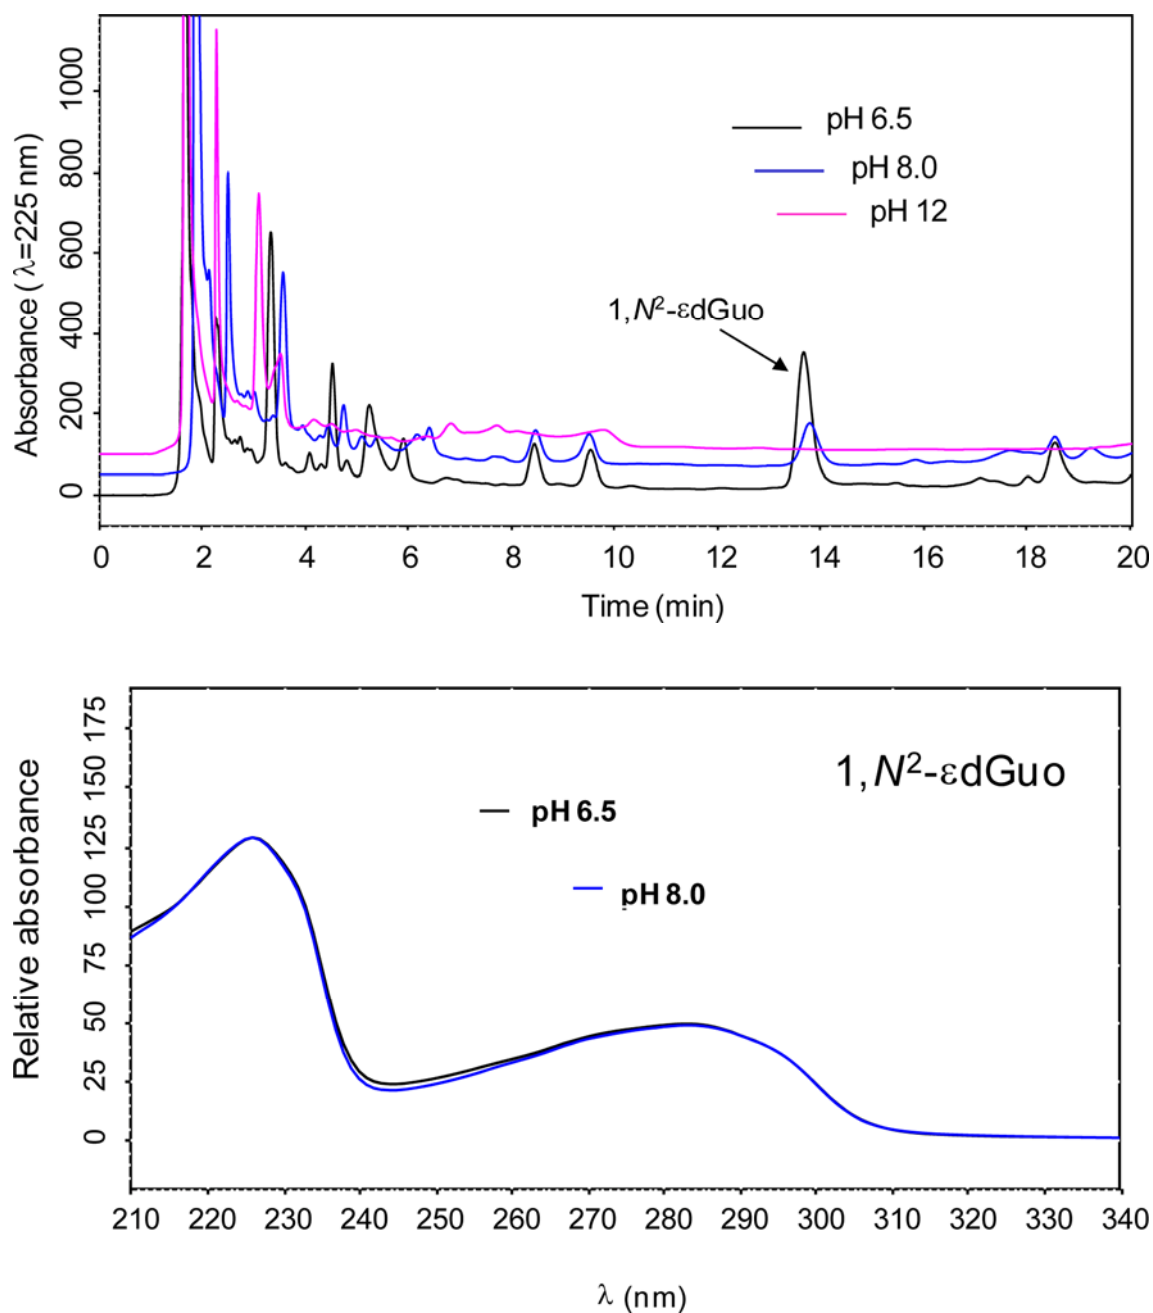 Absorbance ( λ=225 nm)
0 200 400 600 800 1000
pH 6.5
pH 8.0
pH 12
1,N²-εdGuo
0 2 4 6 8 10 12 14 16 18 20
Time (min)
Relative absorbance
0 25 50 75 100 125 150 175
1,N²-εdGuo
pH 6.5
pH 8.0
210 220 230 240 250 260 270 280 290 300 310 320 330 340
λ (nm)